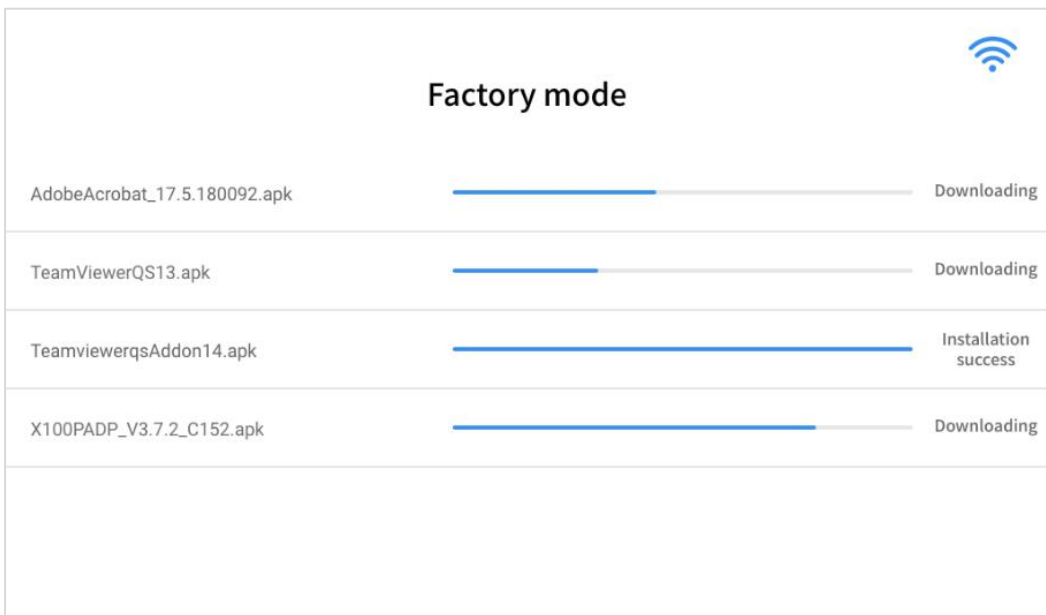 Factory mode
AdobeAcrobat_17.5.180092.apk
Downloading
TeamViewerQS13.apk
Downloading
TeamviewerqsAddon14.apk
Installation
success
X100PADP_V3.7.2_C152.apk
Downloading